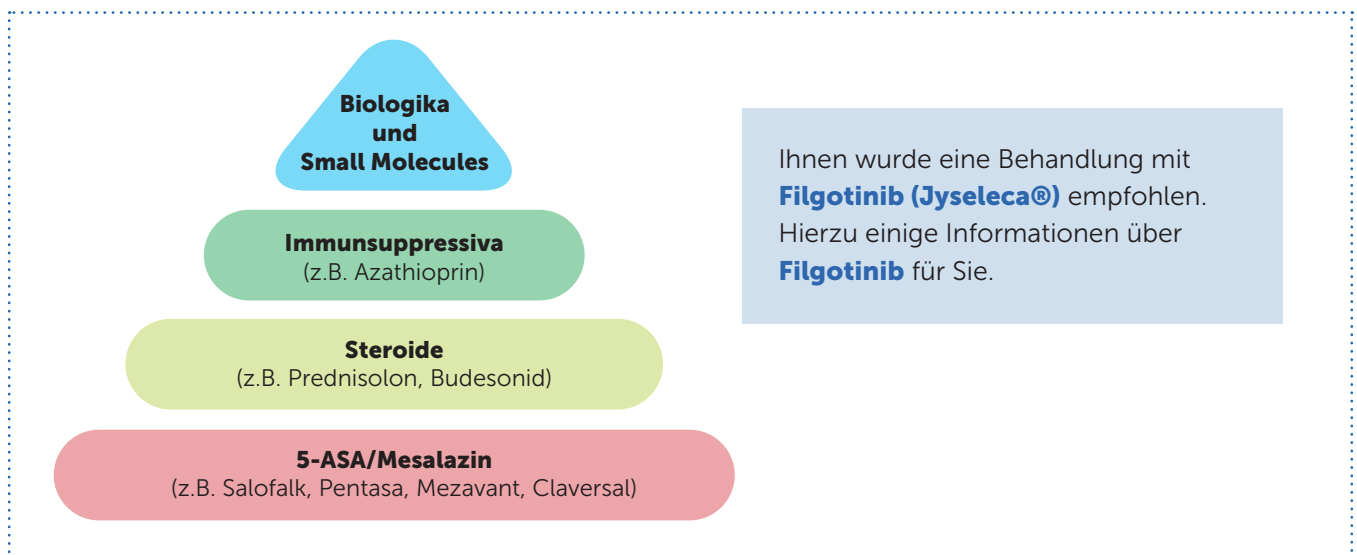 Biologika
und
Small Molecules
Immunsuppressiva
(z.B. Azathioprin)
Steroide
(z.B. Prednisolon, Budesonid)
5-ASA/Mesalazin
(z.B. Salofalk, Pentasa, Mezavant, Claversal)
Ihnen wurde eine Behandlung mit
Filgotinib (Jyseleca®) empfohlen.
Hierzu einige Informationen über
Filgotinib für Sie.